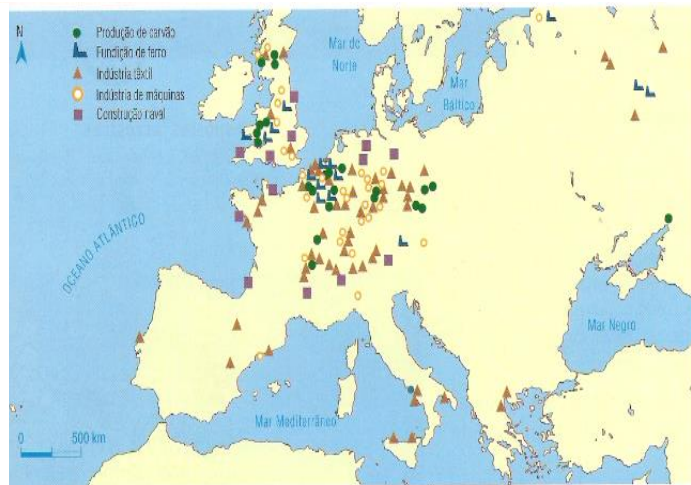 N
Produção de carvão
Fundição de ferro
Indústria têxtil
Indústria de máquinas
Construção naval
Mar do
Norte
Mar
Báltico
OCEANO ATLÂNTICO
Mar Negro
Mar Mediterrâneo
0 500 km